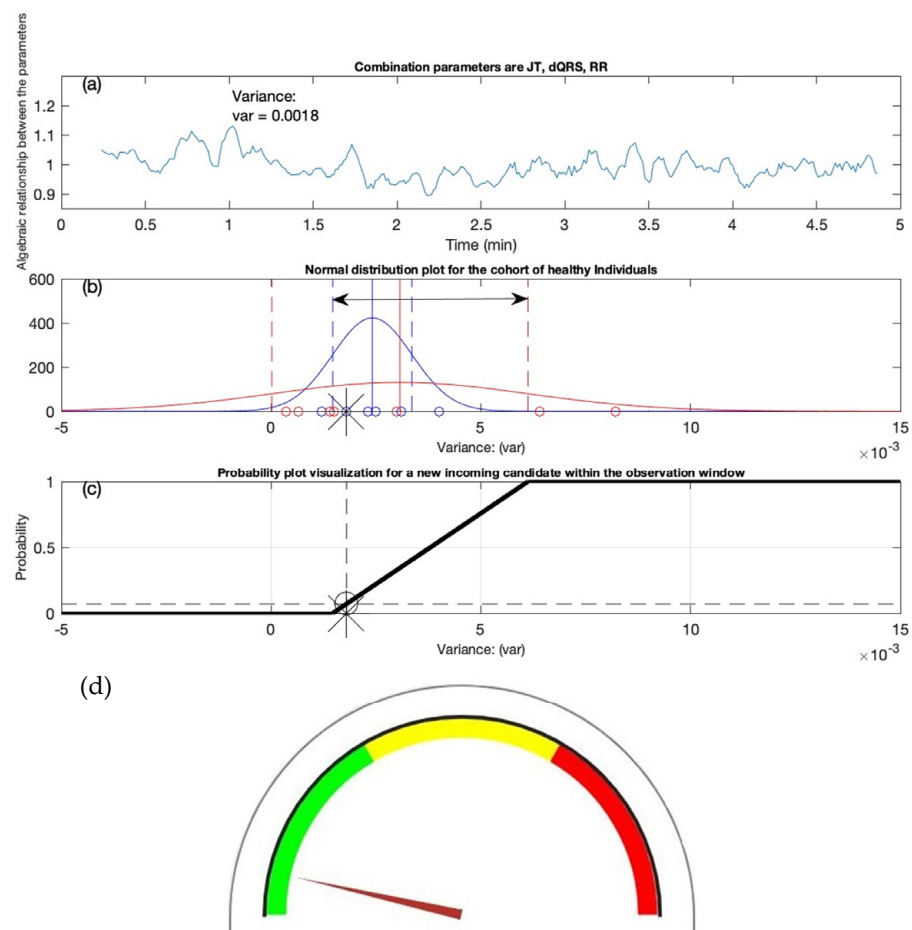 Combination parameters are JT, dQRS, RR
Algebraic relationship between the parameters
(a)
Variance:
var = 0.0018
1.2
1.1
1
0.9
0 0.5 1 1.5 2 2.5 3 3.5 4 4.5 5
Time (min)
Normal distribution plot for the cohort of healthy Individuals
(b)
600
400
200
0
-5 0 5 10 15
Variance: (var)
×10⁻³
Probability plot visualization for a new incoming candidate within the observation window
(c)
Probability
1
0.5
0
-5 0 5 10 15
Variance: (var)
×10⁻³
(d)